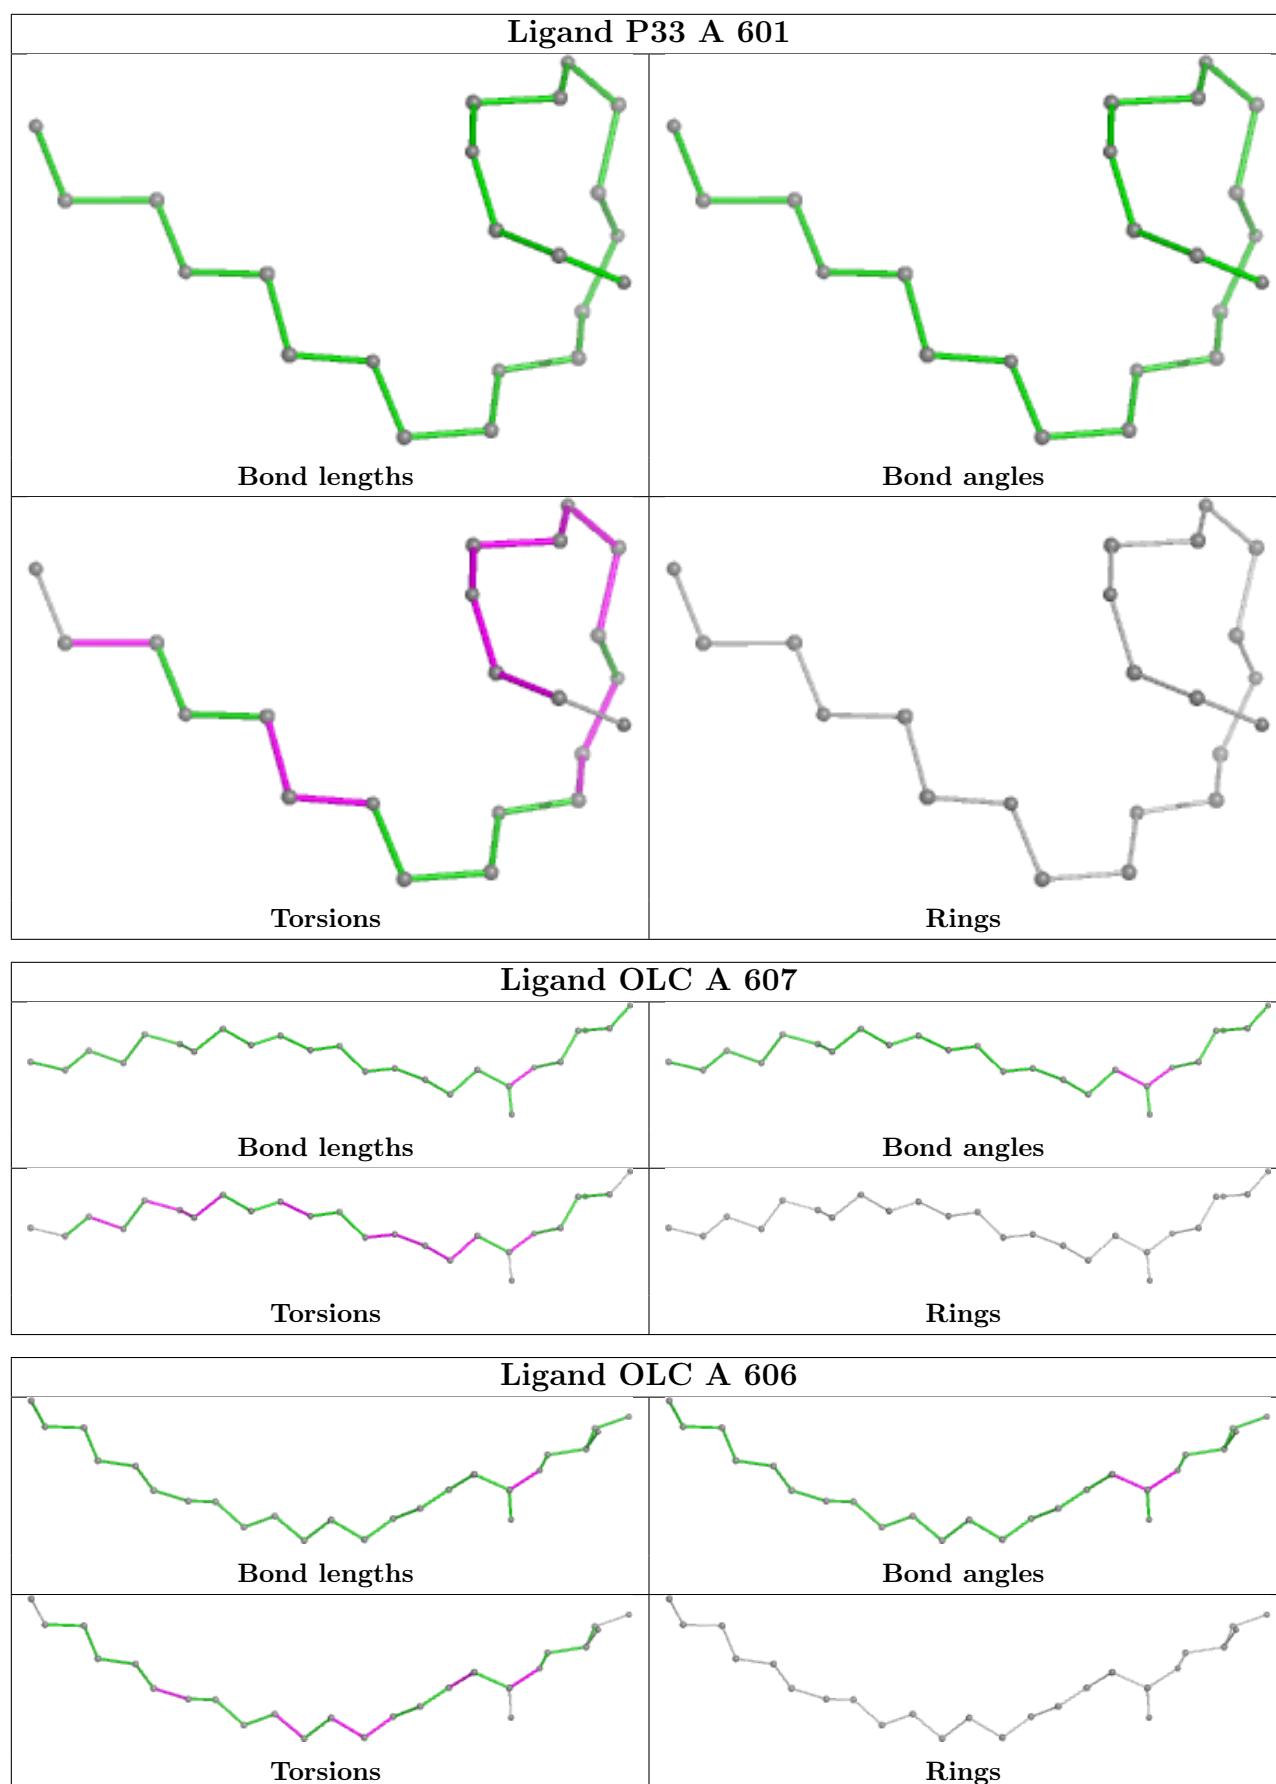 Ligand P33 A 601
Bond lengths
Bond angles
Torsions
Rings
Ligand OLC A 607
Bond lengths
Bond angles
Torsions
Rings
Ligand OLC A 606
Bond lengths
Bond angles
Torsions
Rings